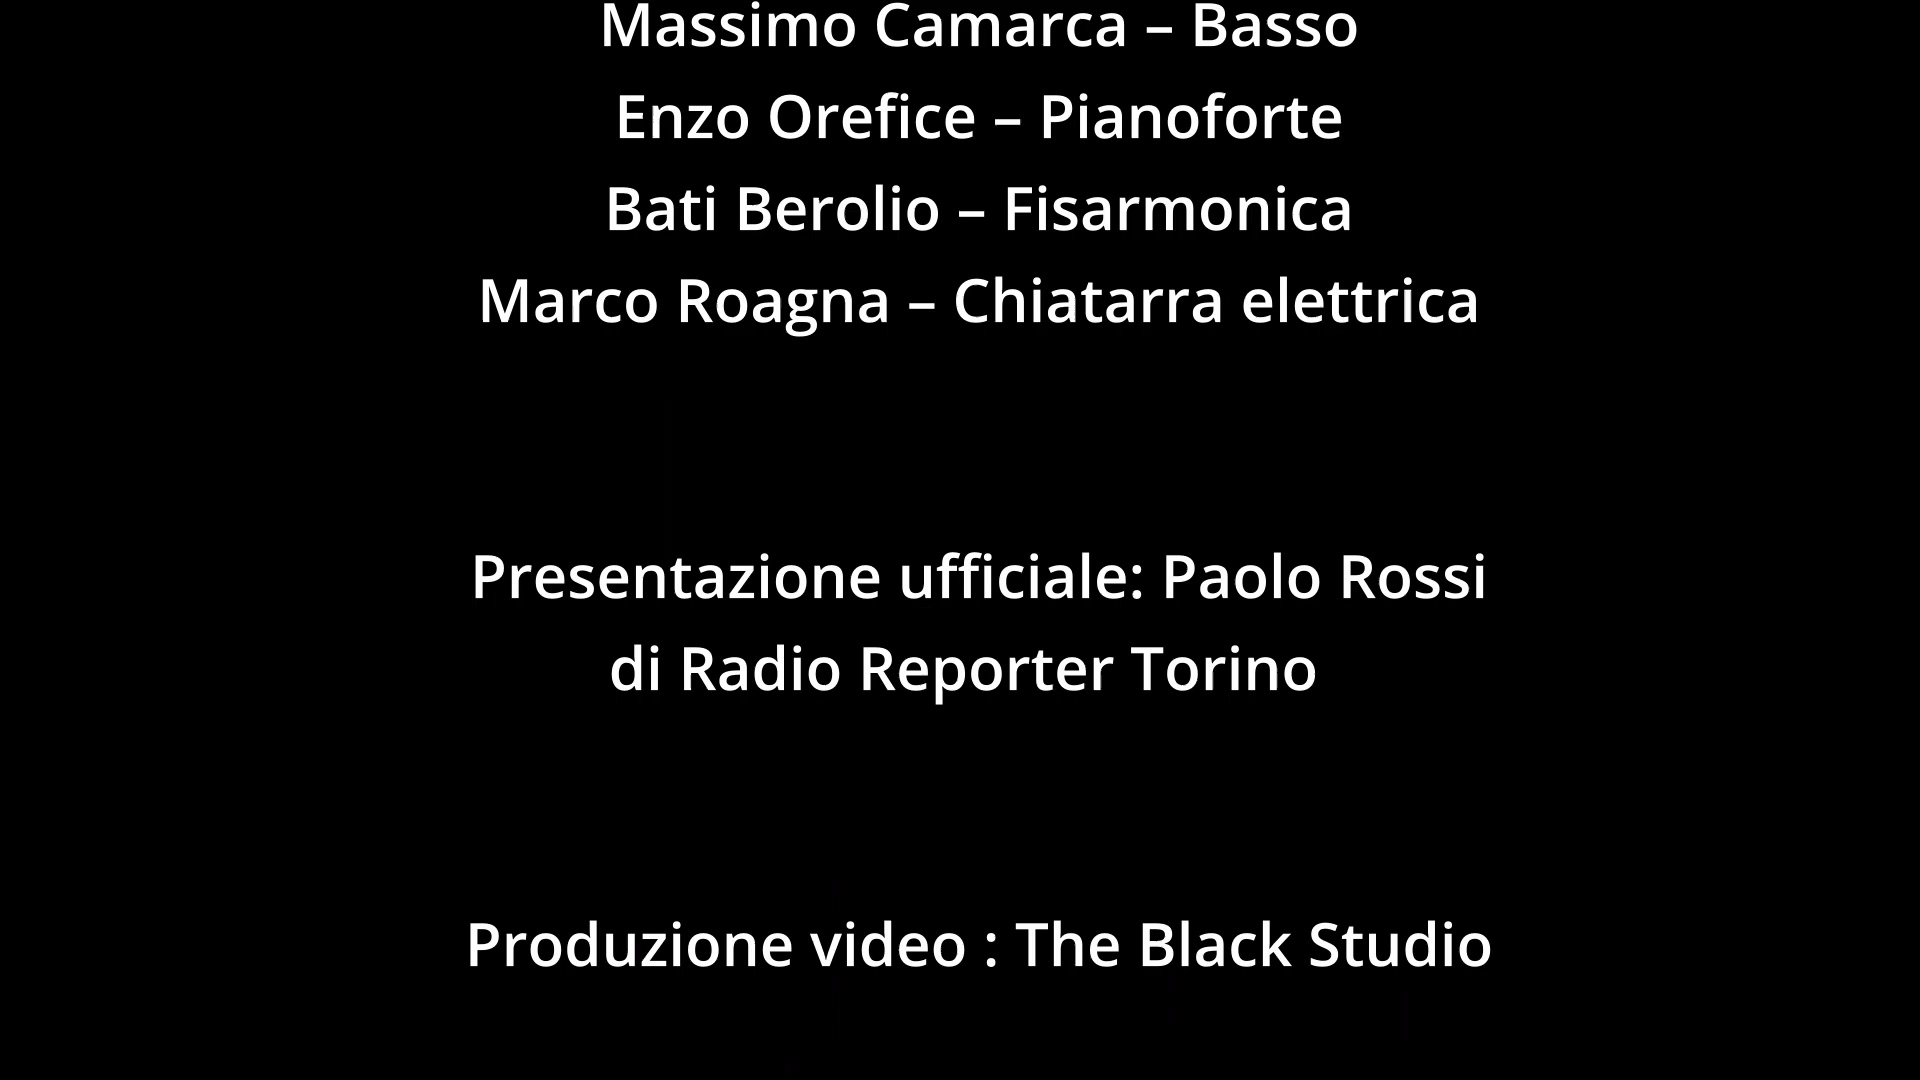 Massimo Camarca – Basso
Enzo Orefice – Pianoforte
Bati Berolio – Fisarmonica
Marco Roagna – Chiatarra elettrica
Presentazione ufficiale: Paolo Rossi
di Radio Reporter Torino
Produzione video : The Black Studio